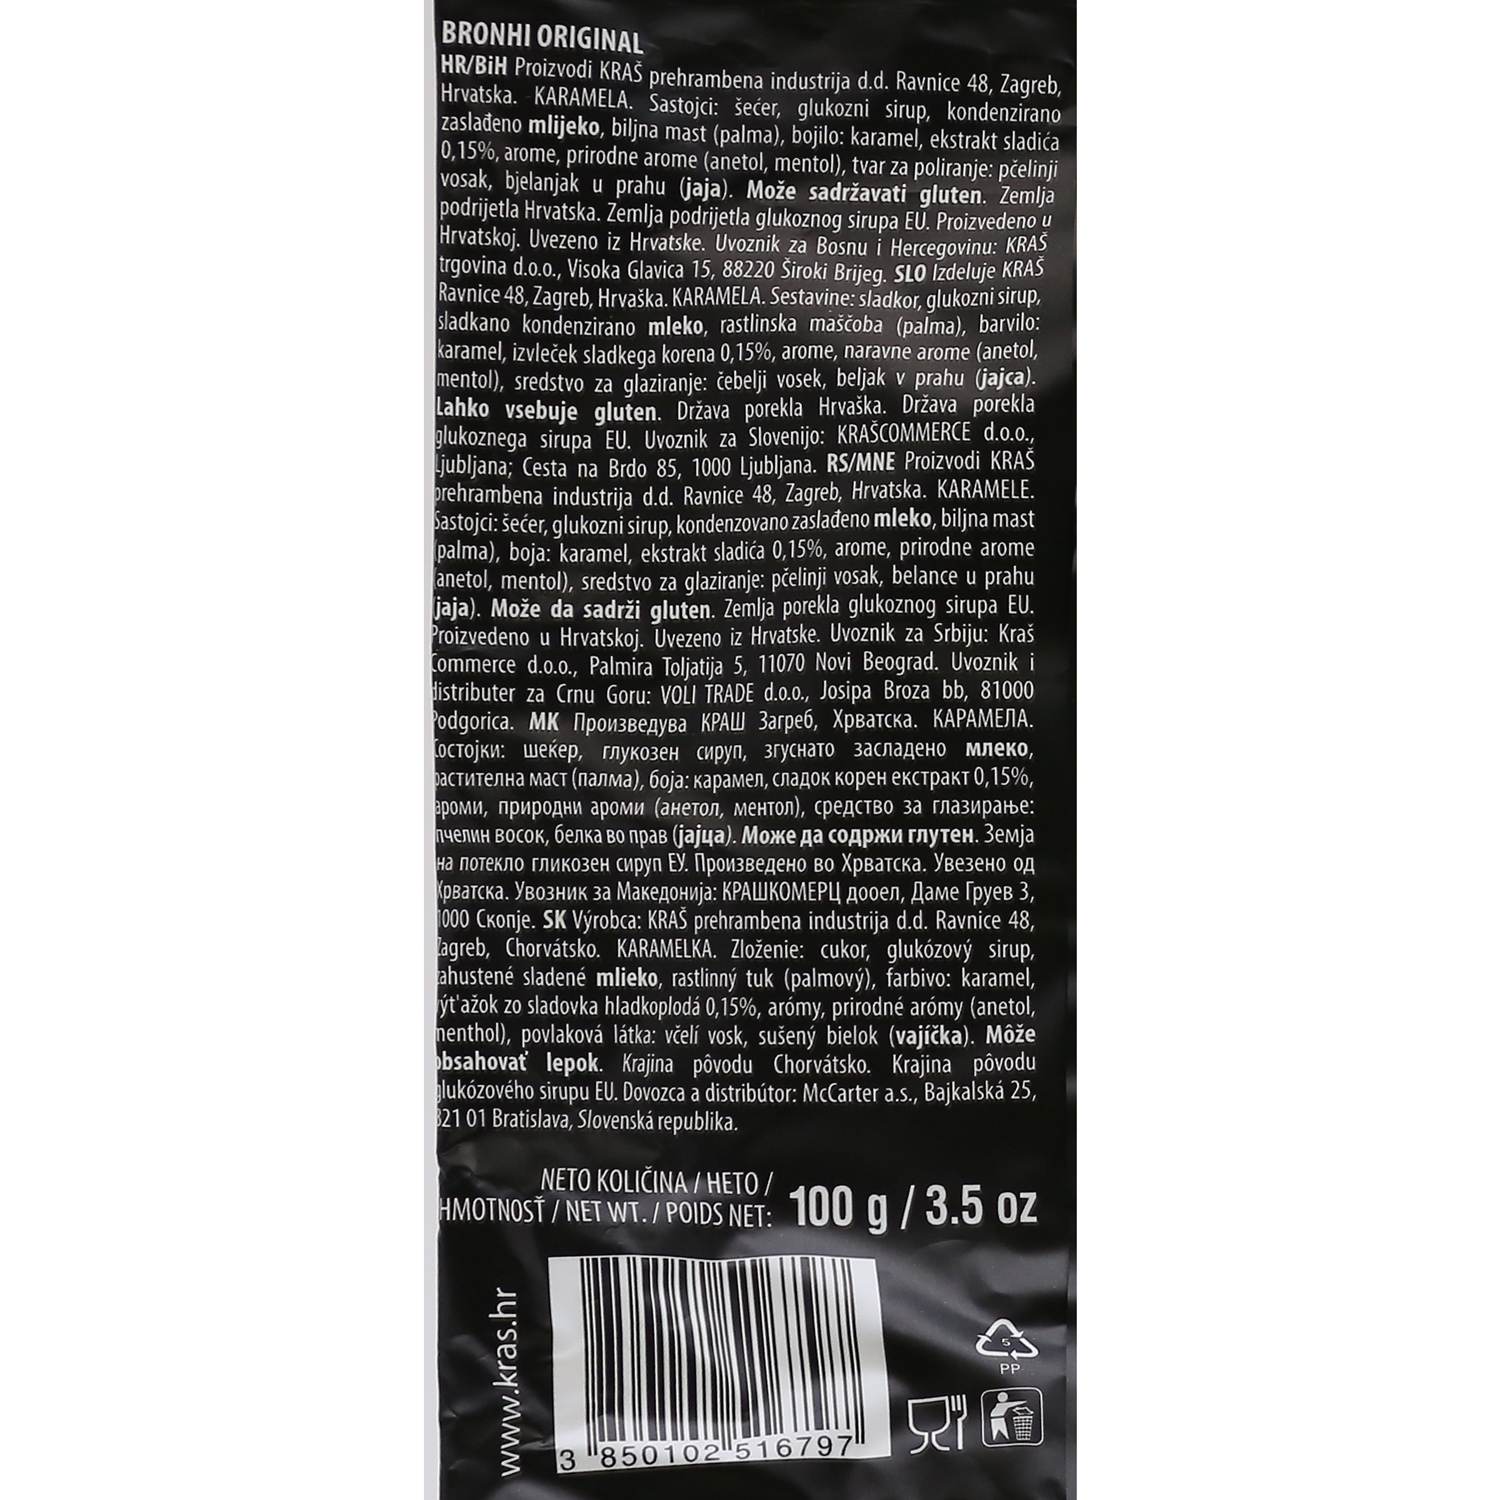 BRONHI ORIGINAL
HR/BiH Proizvodi KRAŠ prehrambena industrija d.d. Ravnice 48, Zagreb,
Hrvatska. KARAMELA. Sastojci: šećer, glukozni sirup, kondenzirano
zaslađeno mlijeko, biljna mast (palma), bojilo: karamel, ekstrakt sladića
0,15%, arome, prirodne arome (anetol, mentol), tvar za poliranje: pčelinji
vosak, bjelanjak u prahu (jaja). Može sadržavati gluten. Zemlja
podrijetla Hrvatska. Zemlja podrijetla glukoznog sirupa EU. Proizvedeno u
Hrvatskoj. Uvezeno iz Hrvatske. Uvoznik za Bosnu i Hercegovinu: KRAŠ
trgovina d.o.o., Visoka Glavica 15, 88220 Široki Brijeg. SLO Izdeluje KRAŠ
Ravnice 48, Zagreb, Hrvaška. KARAMELA. Sestavine: sladkor, glukozni sirup,
sladkano kondenzirano mleko, rastlinska maščoba (palma), barvilo:
karamel, izvleček sladkega korena 0,15%, arome, naravne arome (anetol,
mentol), sredstvo za glaziranje: čebelji vosek, beljak v prahu (jajca).
Lahko vsebuje gluten. Država porekla Hrvaška. Država porekla
glukoznega sirupa EU. Uvoznik za Slovenijo: KRAŠCOMMERCE d.o.o.,
Ljubljana; Cesta na Brdo 85, 1000 Ljubljana. RS/MNE Proizvodi KRAŠ
prehrambena industrija d.d. Ravnice 48, Zagreb, Hrvatska. KARAMELE.
Sastojci: šećer, glukozni sirup, kondenzovano zaslađeno mleko, biljna mast
(palma), boja: karamel, ekstrakt sladića 0,15%, arome, prirodne arome
(anetol, mentol), sredstvo za glaziranje: pčelinji vosak, belance u prahu
(jaja). Može da sadrži gluten. Zemlja porekla glukoznog sirupa EU.
Proizvedeno u Hrvatskoj. Uvezeno iz Hrvatske. Uvoznik za Srbiju: Kraš
Commerce d.o.o., Palmira Toljatija 5, 11070 Novi Beograd. Uvoznik i
distributer za Crnu Goru: VOLI TRADE d.o.o., Josipa Broza bb, 81000
Podgorica. МК Произведува КРАШ Загреб, Хрватска. КАРАМЕЛА.
Состојки: шеќер, глукозен сируп, згуснато засладено млеко,
растителна маст (палма), боја: карамел, сладок корен екстракт 0,15%,
ароми, природни ароми (анетол, ментол), средство за глазирање:
пчелин восок, белка во прав (јајца). Може да содржи глутен. Земја
на потекло гликозен сируп ЕУ. Произведено во Хрватска. Увезено од
Хрватска. Увозник за Македонија: КРАШКОМЕРЦ дооел, Даме Груев 3,
1000 Скопје. SK Výrobca: KRAŠ prehrambena industrija d.d. Ravnice 48,
Zagreb, Chorvátsko. KARAMELKA. Zloženie: cukor, glukózový sirup,
zahustené sladené mlieko, rastlinný tuk (palmový), farbivo: karamel,
výt'ažok zo sladovka hladkoplodá 0,15%, arómy, prirodné arómy (anetol,
menthol), povlaková látka: včelí vosk, sušený bielok (vajíčka). Môže
obsahovať lepok. Krajina pôvodu Chorvátsko. Krajina pôvodu
glukózového sirupu EU. Dovozca a distribútor: McCarter a.s., Bajkalská 25,
821 01 Bratislava, Slovenská republika.
NETO KOLIČINA / НЕТО /
HMOTNOSŤ / NET WT. / POIDS NET: 100 g / 3.5 oz
www.kras.hr
5
PP
3 850102 516797